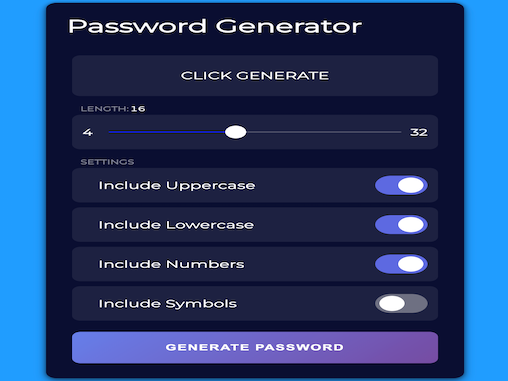 Password Generator
CLICK GENERATE
LENGTH: 16
4 32
SETTINGS
Include Uppercase
Include Lowercase
Include Numbers
Include Symbols
GENERATE PASSWORD